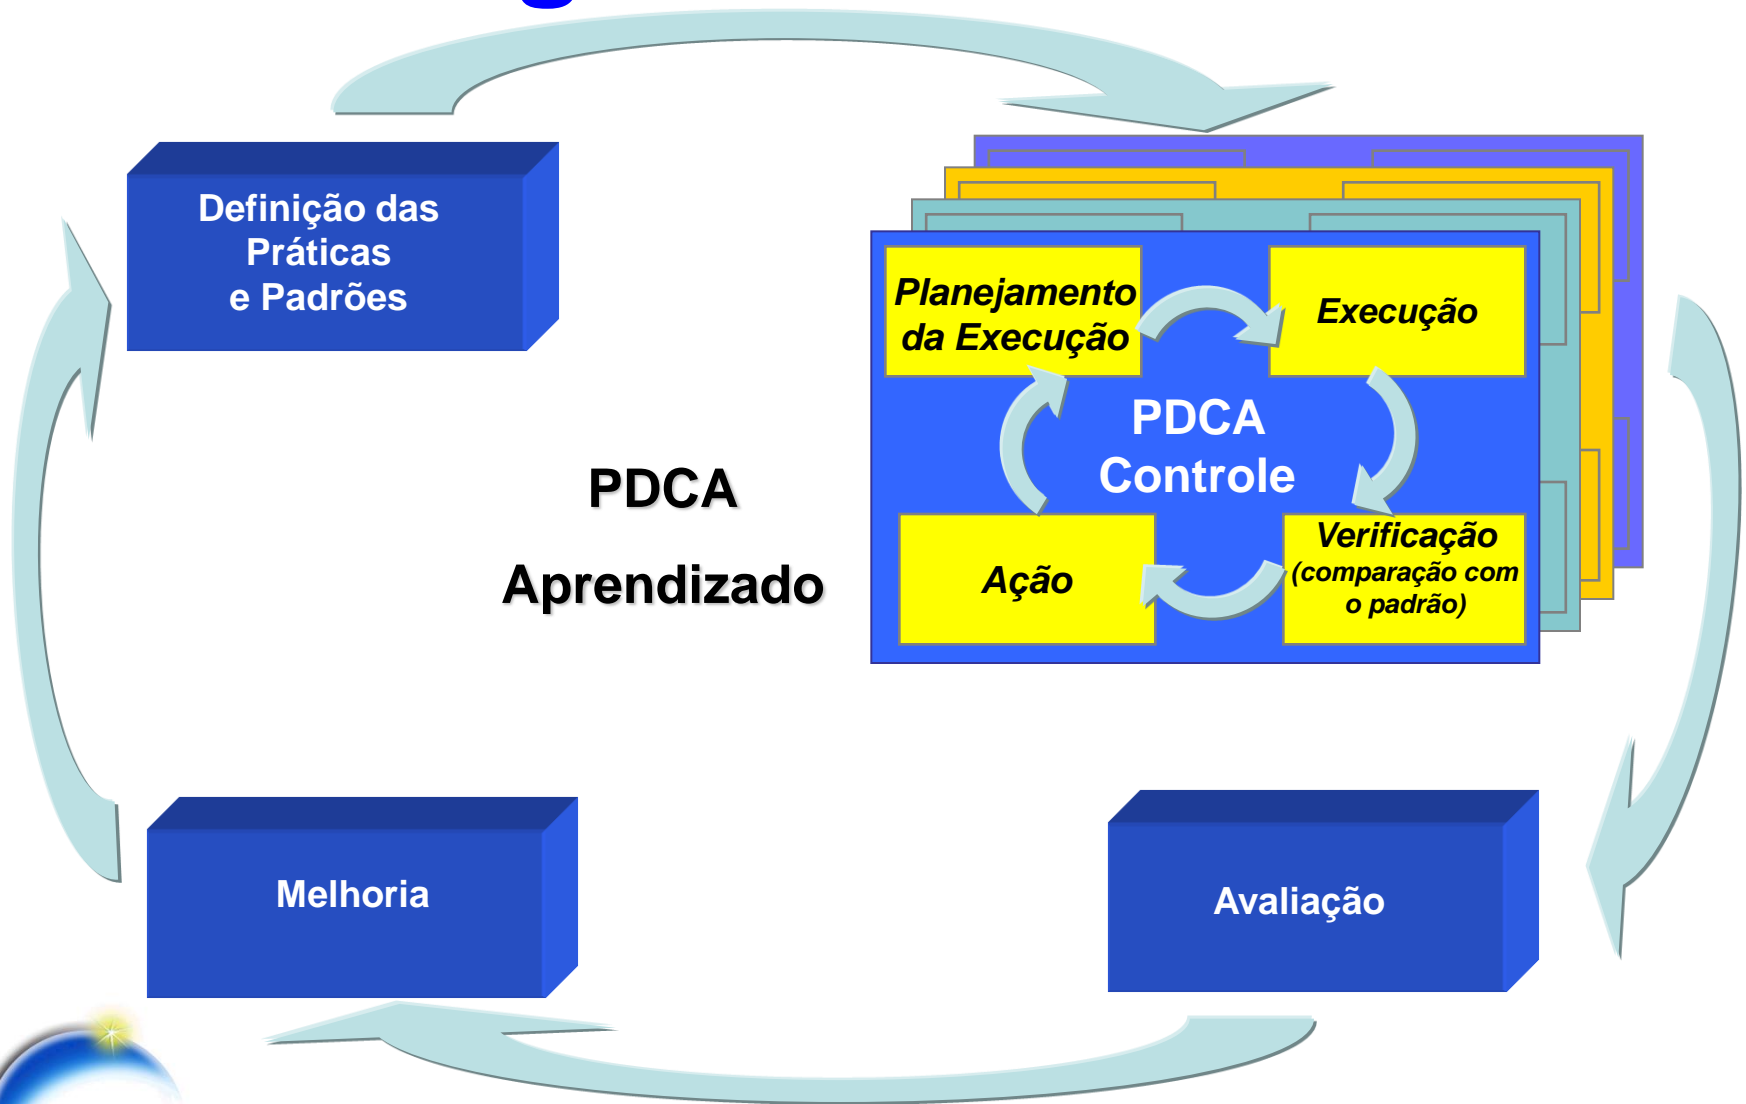 Definição das
Práticas
e Padrões
Planejamento
da Execução
Execução
PDCA
Controle
Ação
Verificação
(comparação com
o padrão)
PDCA
Aprendizado
Melhoria
Avaliação